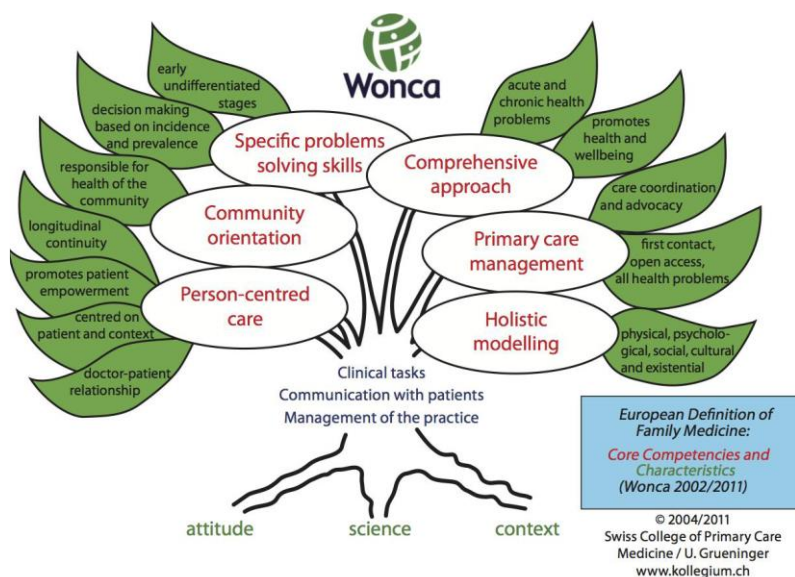 Wonca
early
undifferentiated
stages
decision making
based on incidence
and prevalence
responsible for
health of the
community
longitudinal
continuity
promotes patient
empowerment
centred on
patient and context
doctor-patient
relationship
Specific problems
solving skills
Community
orientation
Person-centred
care
Comprehensive
approach
Primary care
management
Holistic
modelling
acute and
chronic health
problems
promotes
health and
wellbeing
care coordination
and advocacy
first contact,
open access,
all health problems
physical, psycholo-
gical, social, cultural
and existential
Clinical tasks
Communication with patients
Management of the practice
attitude
science
context
European Definition of
Family Medicine:
Core Competencies and
Characteristics
(Wonca 2002/2011)
© 2004/2011
Swiss College of Primary Care
Medicine / U. Grueninger
www.kollegium.ch